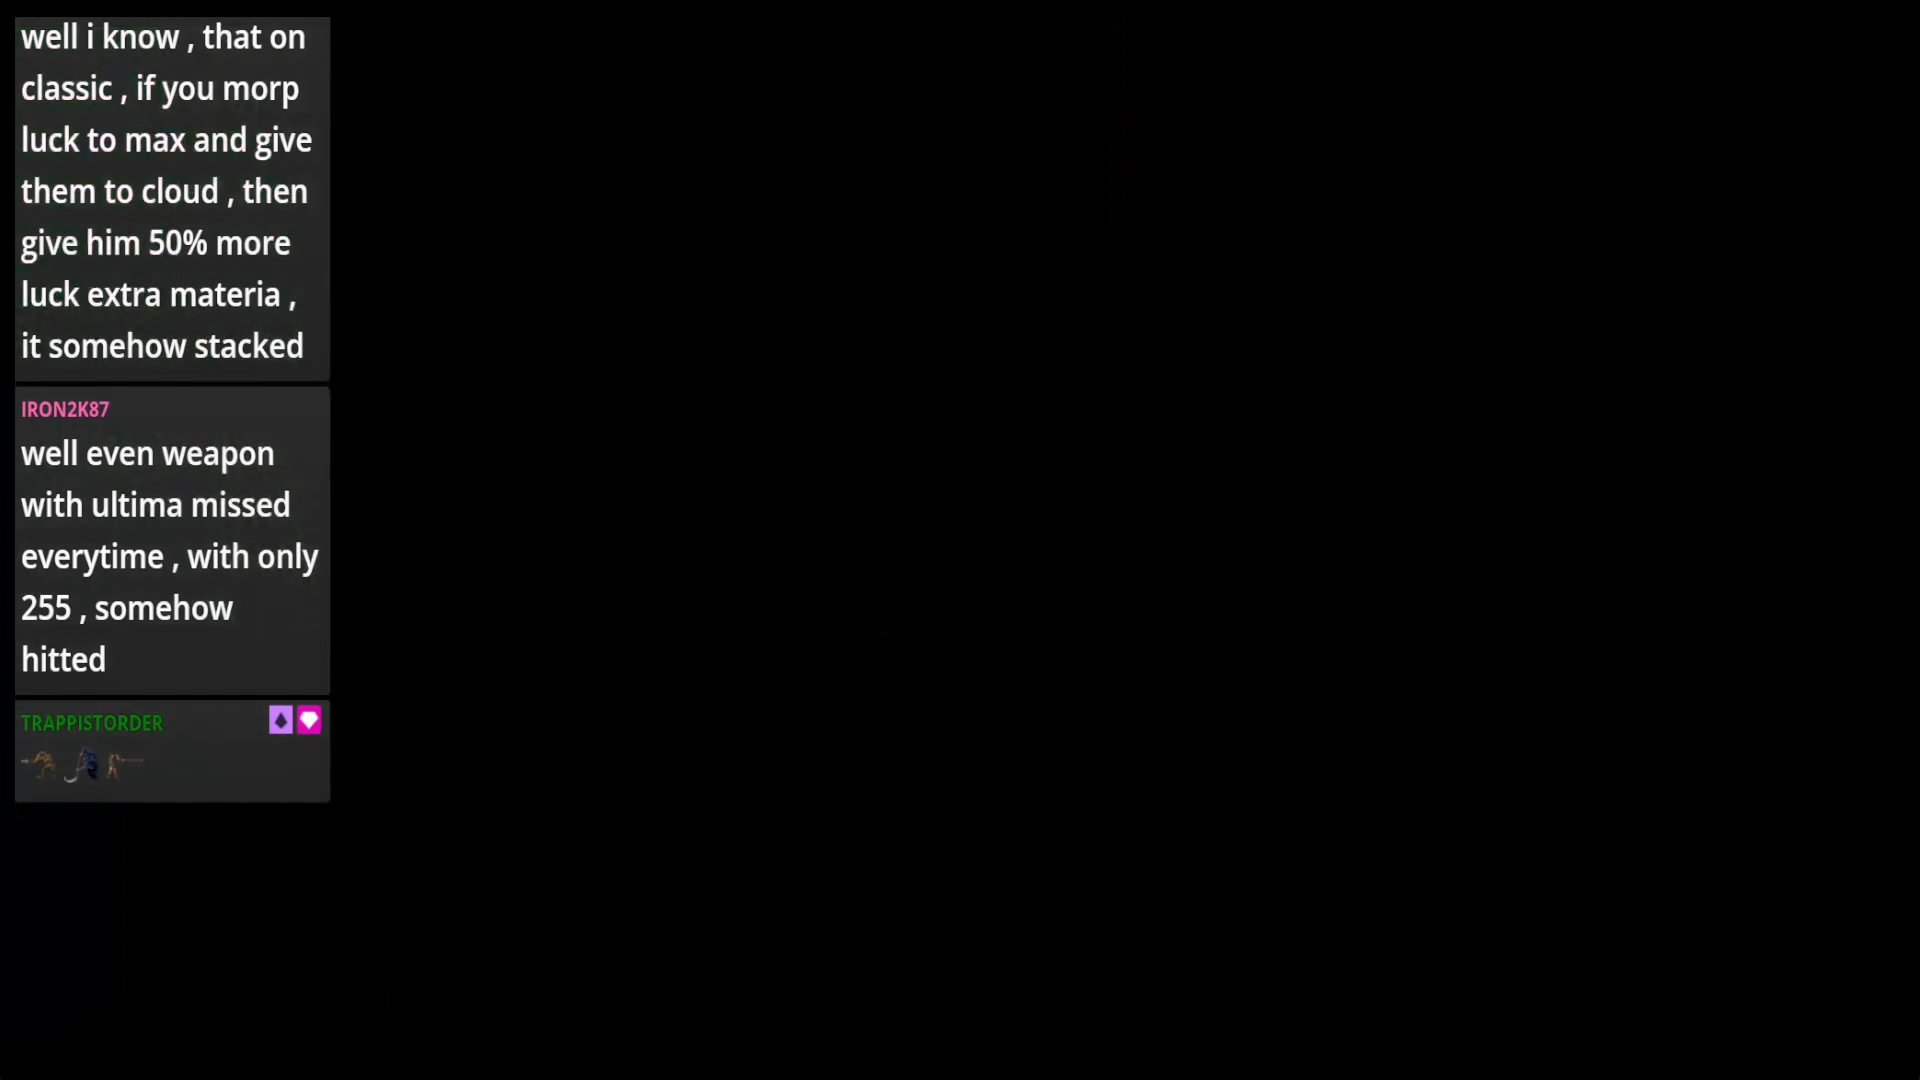 well i know , that on
classic , if you morp
luck to max and give
them to cloud , then
give him 50% more
luck extra materia ,
it somehow stacked
IRON2K87
well even weapon
with ultima missed
everytime , with only
255 , somehow
hitted
TRAPPISTORDER